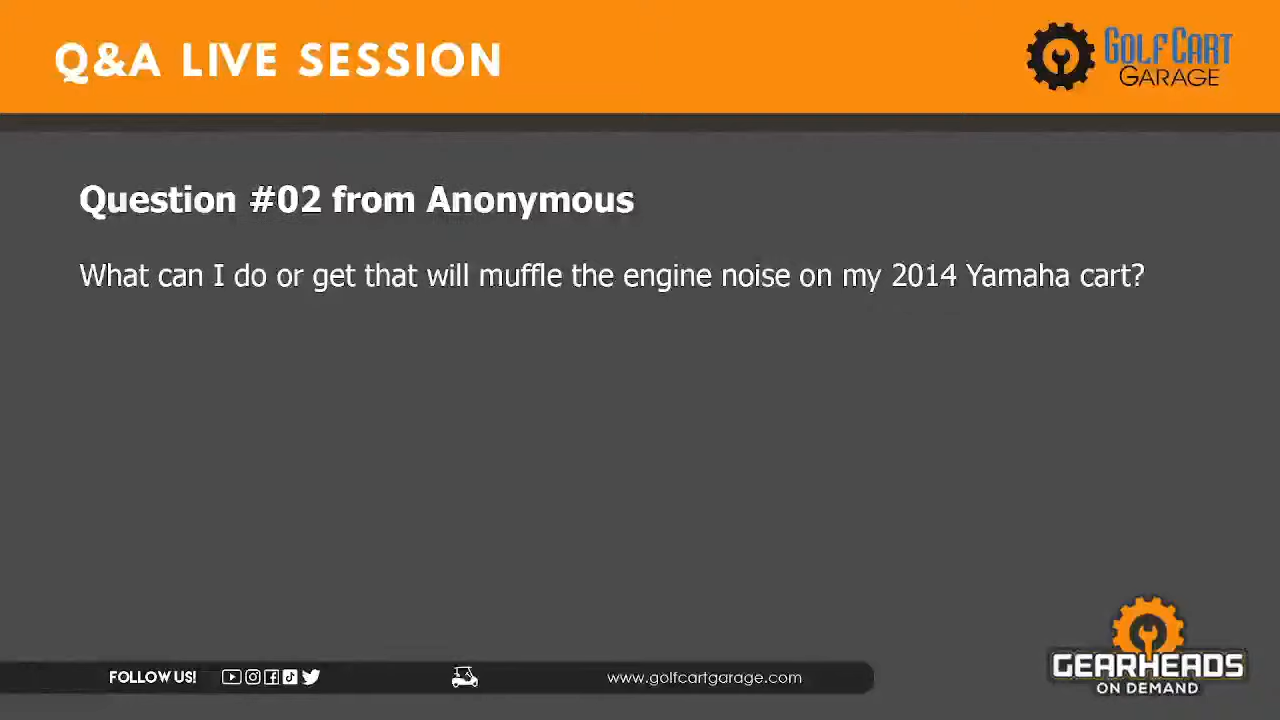 Q&A LIVE SESSION
GOLF CART
GARAGE
Question #02 from Anonymous
What can I do or get that will muffle the engine noise on my 2014 Yamaha cart?
FOLLOW US!
www.golfcartgarage.com
GEARHEADS
ON DEMAND